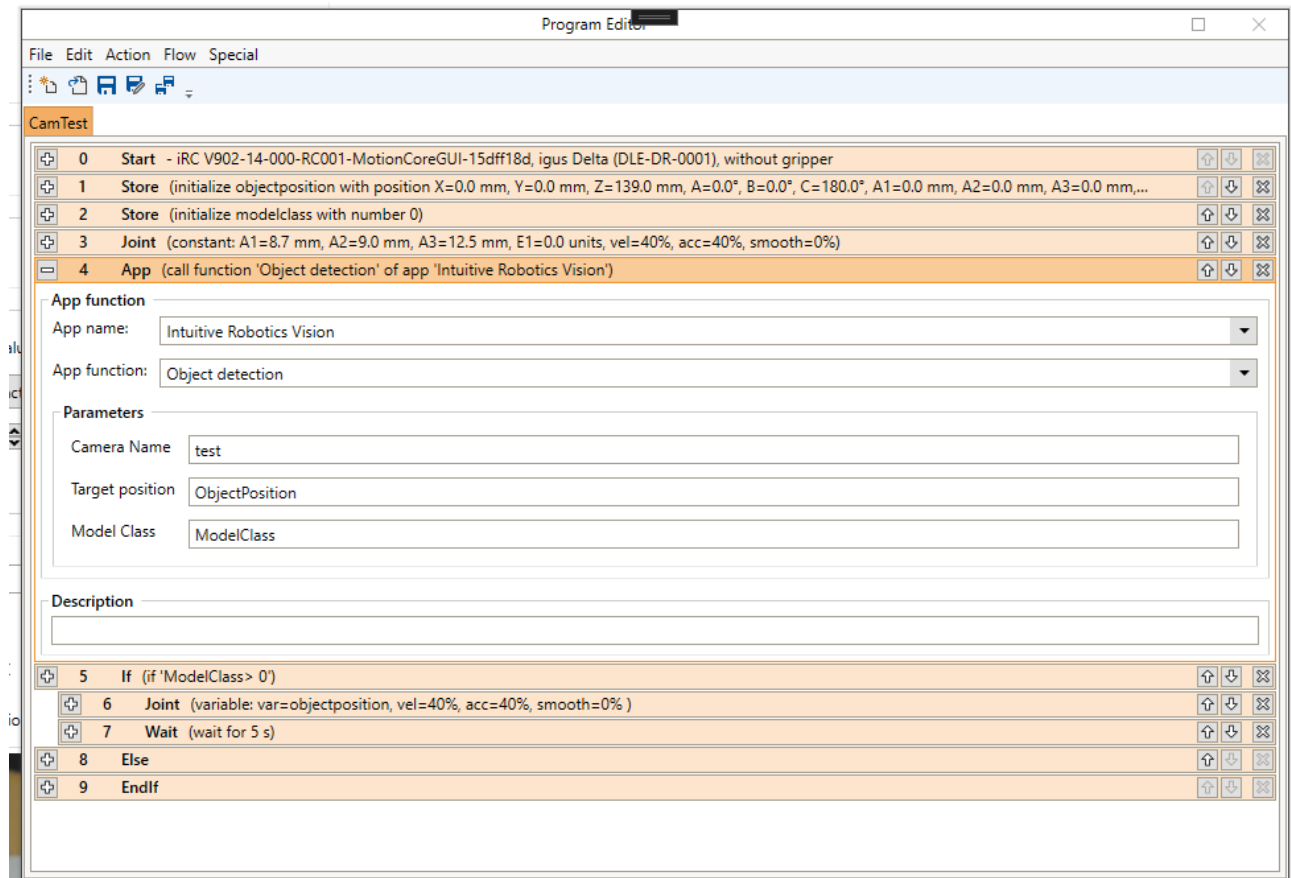 Program Editor
File Edit Action Flow Special
CamTest
0 Start - iRC V902-14-000-RC001-MotionCoreGUI-15dff18d, igus Delta (DLE-DR-0001), without gripper
1 Store (initialize objectposition with position X=0.0 mm, Y=0.0 mm, Z=139.0 mm, A=0.0°, B=0.0°, C=180.0°, A1=0.0 mm, A2=0.0 mm, A3=0.0 mm,...
2 Store (initialize modelclass with number 0)
3 Joint (constant: A1=8.7 mm, A2=9.0 mm, A3=12.5 mm, E1=0.0 units, vel=40%, acc=40%, smooth=0%)
4 App (call function 'Object detection' of app 'Intuitive Robotics Vision')
App function
App name: Intuitive Robotics Vision
App function: Object detection
Parameters
Camera Name test
Target position ObjectPosition
Model Class ModelClass
Description
5 If (if 'ModelClass> 0')
6 Joint (variable: var=objectposition, vel=40%, acc=40%, smooth=0% )
7 Wait (wait for 5 s)
8 Else
9 EndIf